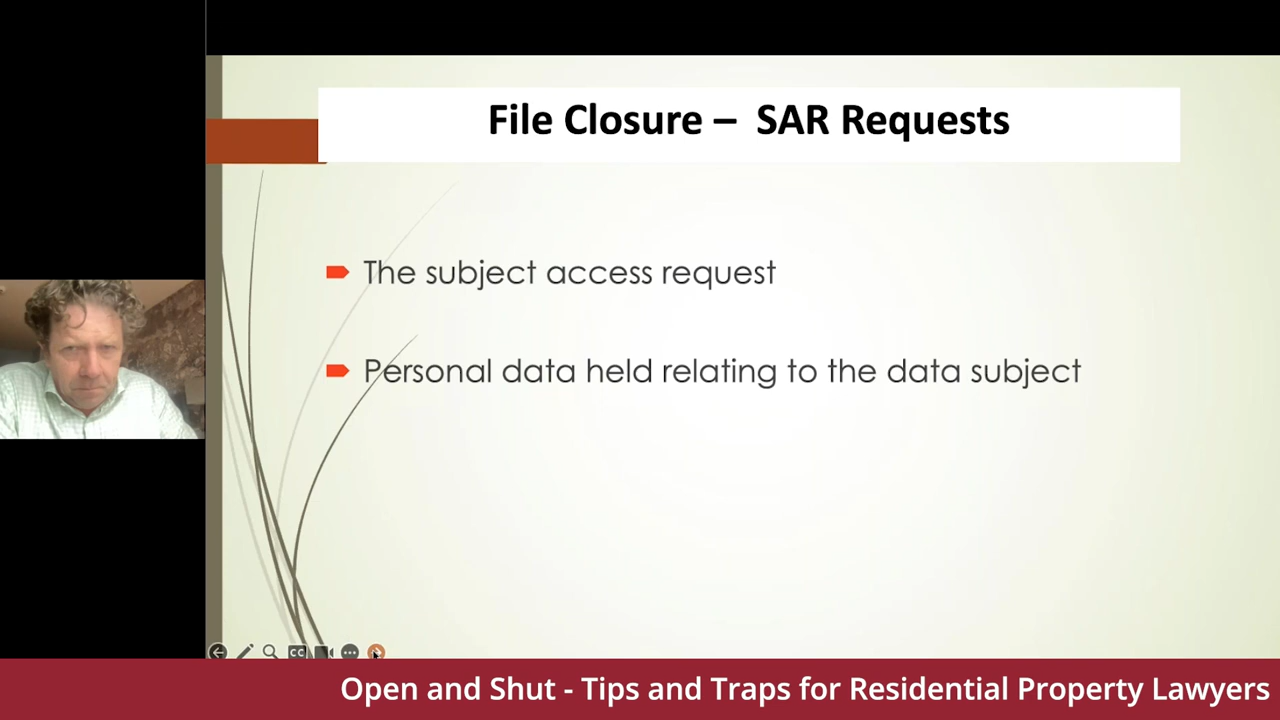 File Closure – SAR Requests
The subject access request
Personal data held relating to the data subject
CC
Open and Shut - Tips and Traps for Residential Property Lawyers